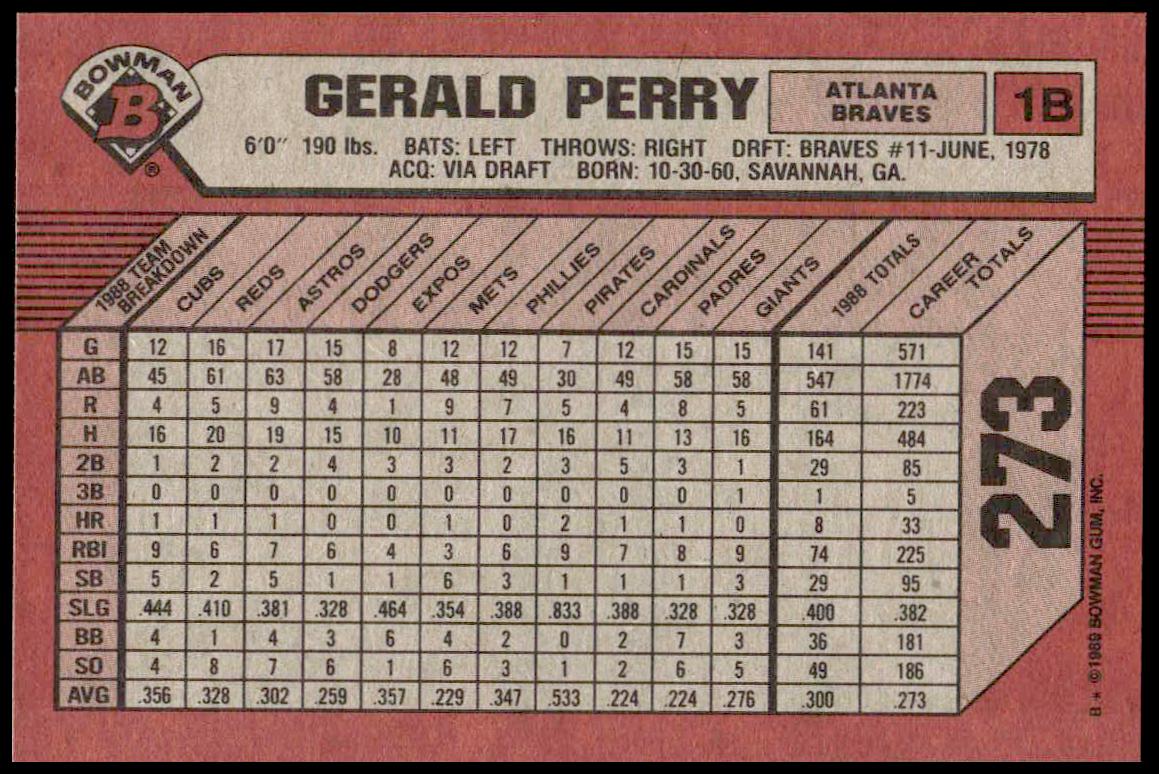 BOWMAN
B
®
GERALD PERRY
ATLANTA
BRAVES
1B
6'0" 190 lbs. BATS: LEFT THROWS: RIGHT DRFT: BRAVES #11-JUNE, 1978
ACQ: VIA DRAFT BORN: 10-30-60, SAVANNAH, GA.
1988 TEAM
BREAKDOWN CUBS REDS ASTROS DODGERS EXPOS METS PHILLIES PIRATES CARDINALS PADRES GIANTS 1988 TOTALS CAREER
TOTALS
G 12 16 17 15 8 12 12 7 12 15 15 141 571
AB 45 61 63 58 28 48 49 30 49 58 58 547 1774
R 4 5 9 4 1 9 7 5 4 8 5 61 223
H 16 20 19 15 10 11 17 16 11 13 16 164 484
2B 1 2 2 4 3 3 2 3 5 3 1 29 85
3B 0 0 0 0 0 0 0 0 0 0 1 1 5
HR 1 1 1 0 0 1 0 2 1 1 0 8 33
RBI 9 6 7 6 4 3 6 9 7 8 9 74 225
SB 5 2 5 1 1 6 3 1 1 1 3 29 95
SLG .444 .410 .381 .328 .464 .354 .388 .833 .388 .328 .328 .400 .382
BB 4 1 4 3 6 4 2 0 2 7 3 36 181
SO 4 8 7 6 1 6 3 1 2 6 5 49 186
AVG .356 .328 .302 .259 .357 .229 .347 .533 .224 .224 .276 .300 .273
273
B * ©1989 BOWMAN GUM, INC.